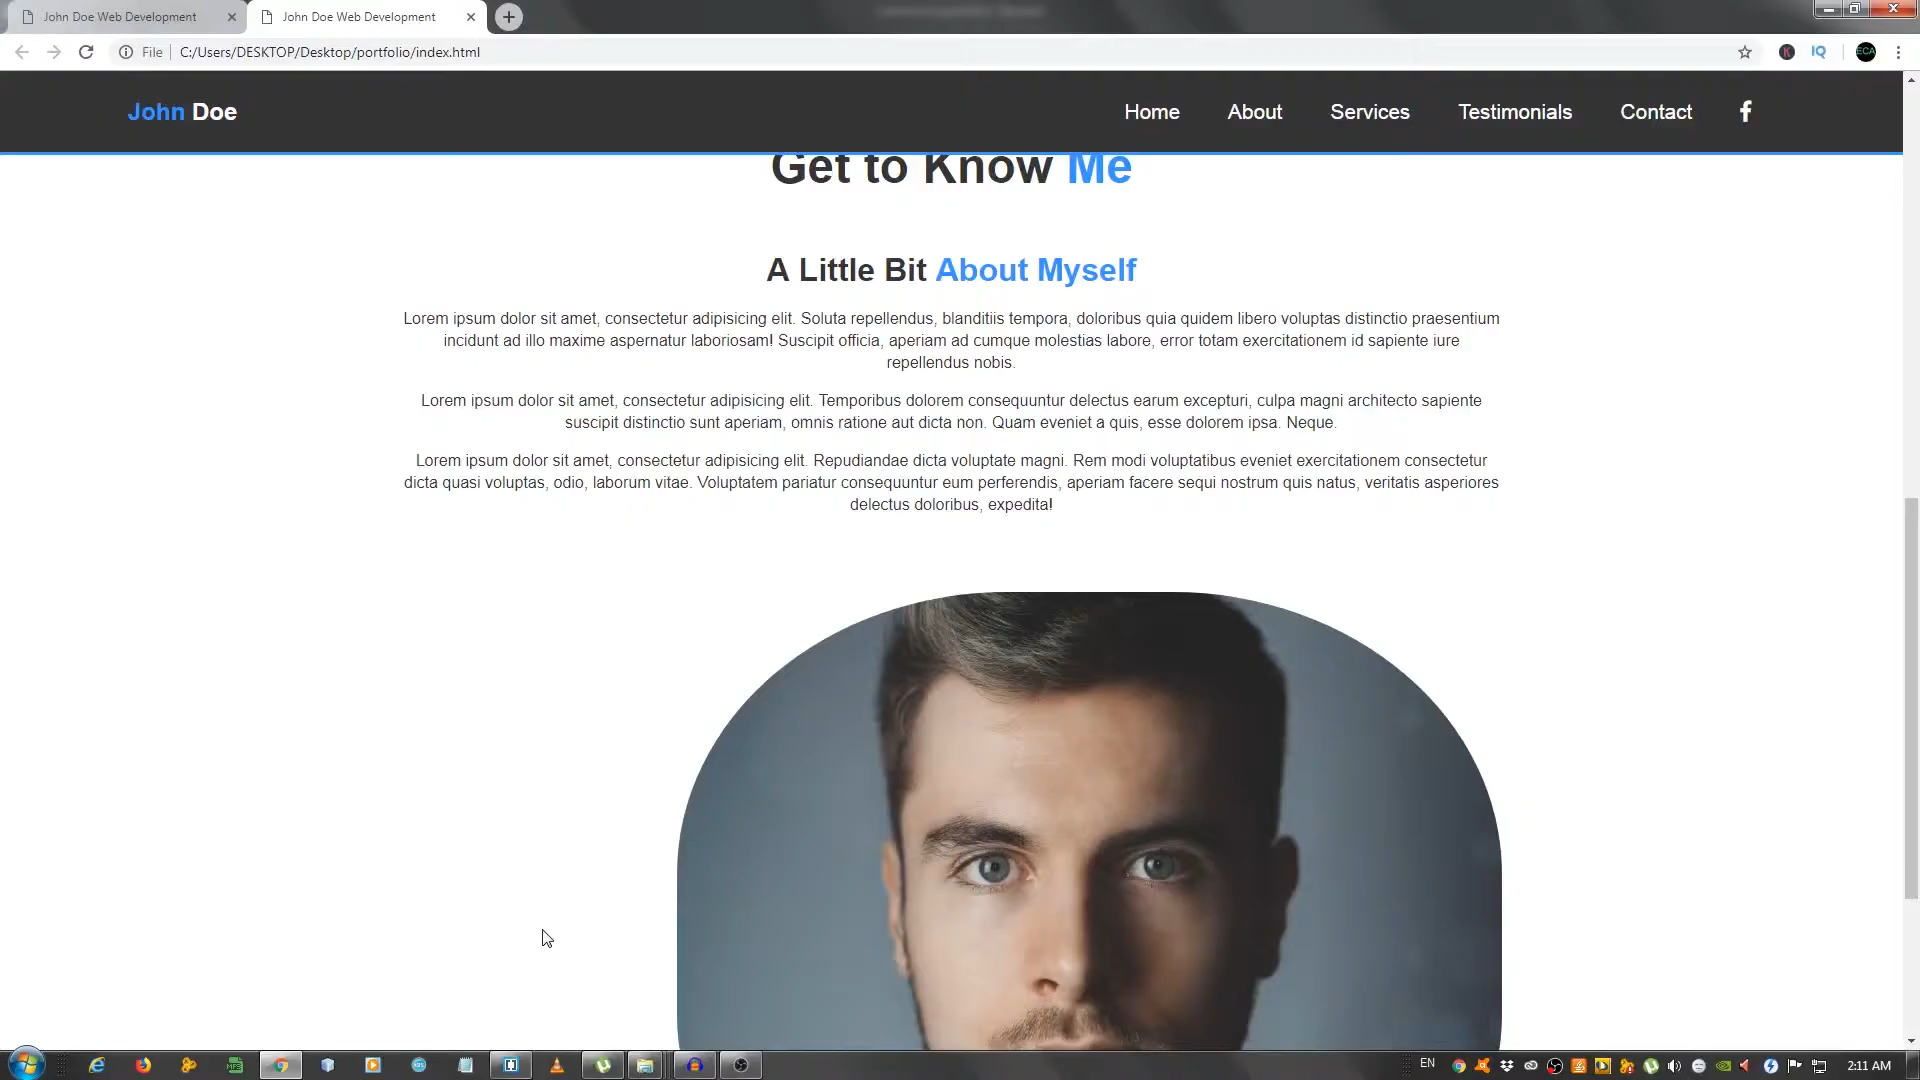 John Doe Web Development
John Doe Web Development
File
C:/Users/DESKTOP/Desktop/portfolio/index.html
IQ
ECA
John Doe
Home
About
Services
Testimonials
Contact
Get to Know Me
A Little Bit About Myself
Lorem ipsum dolor sit amet, consectetur adipisicing elit. Soluta repellendus, blanditiis tempora, doloribus quia quidem libero voluptas distinctio praesentium
incidunt ad illo maxime aspernatur laboriosam! Suscipit officia, aperiam ad cumque molestias labore, error totam exercitationem id sapiente iure
repellendus nobis.
Lorem ipsum dolor sit amet, consectetur adipisicing elit. Temporibus dolorem consequuntur delectus earum excepturi, culpa magni architecto sapiente
suscipit distinctio sunt aperiam, omnis ratione aut dicta non. Quam eveniet a quis, esse dolorem ipsa. Neque.
Lorem ipsum dolor sit amet, consectetur adipisicing elit. Repudiandae dicta voluptate magni. Rem modi voluptatibus eveniet exercitationem consectetur
dicta quasi voluptas, odio, laborum vitae. Voluptatem pariatur consequuntur eum perferendis, aperiam facere sequi nostrum quis natus, veritatis asperiores
delectus doloribus, expedita!
EN
2:11 AM